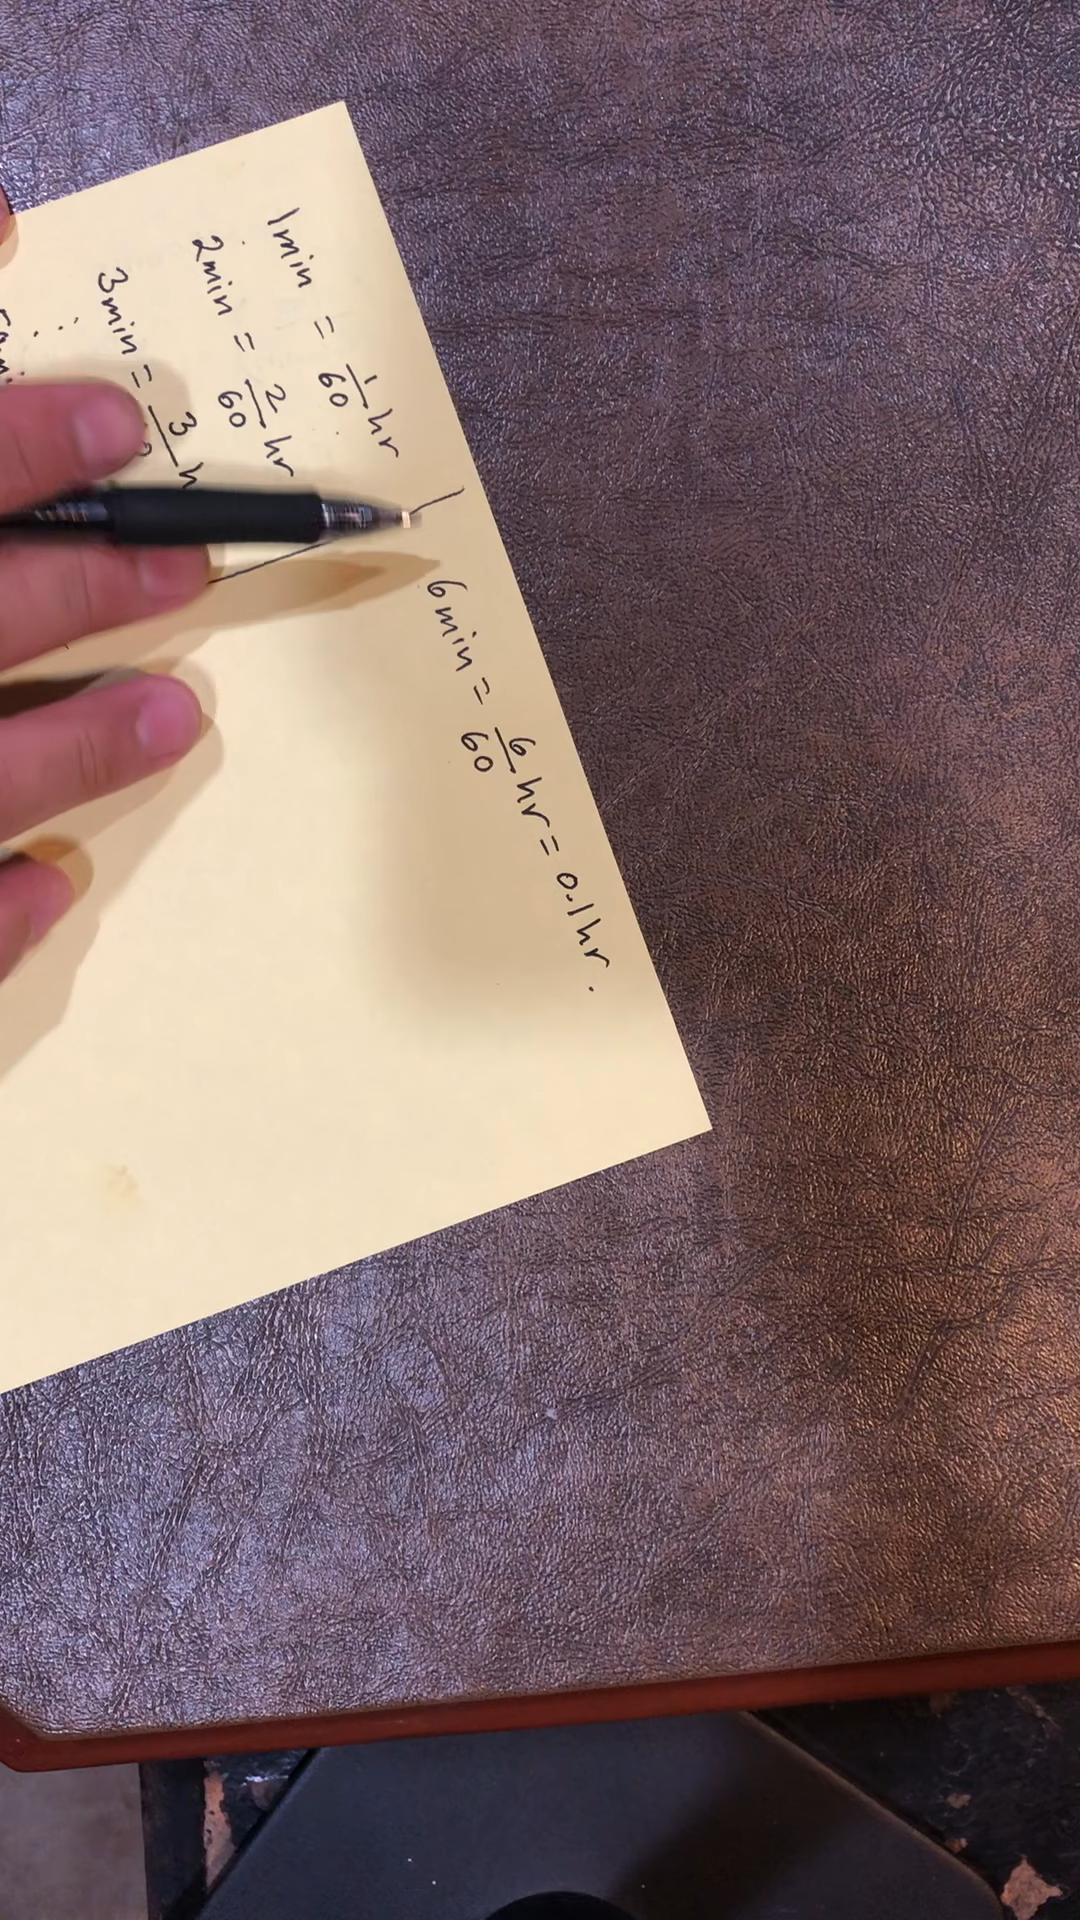 1min = 1/60 hr
2min = 2/60 hr
3min = 3/
6min = 6/60 hr = 0.1hr.